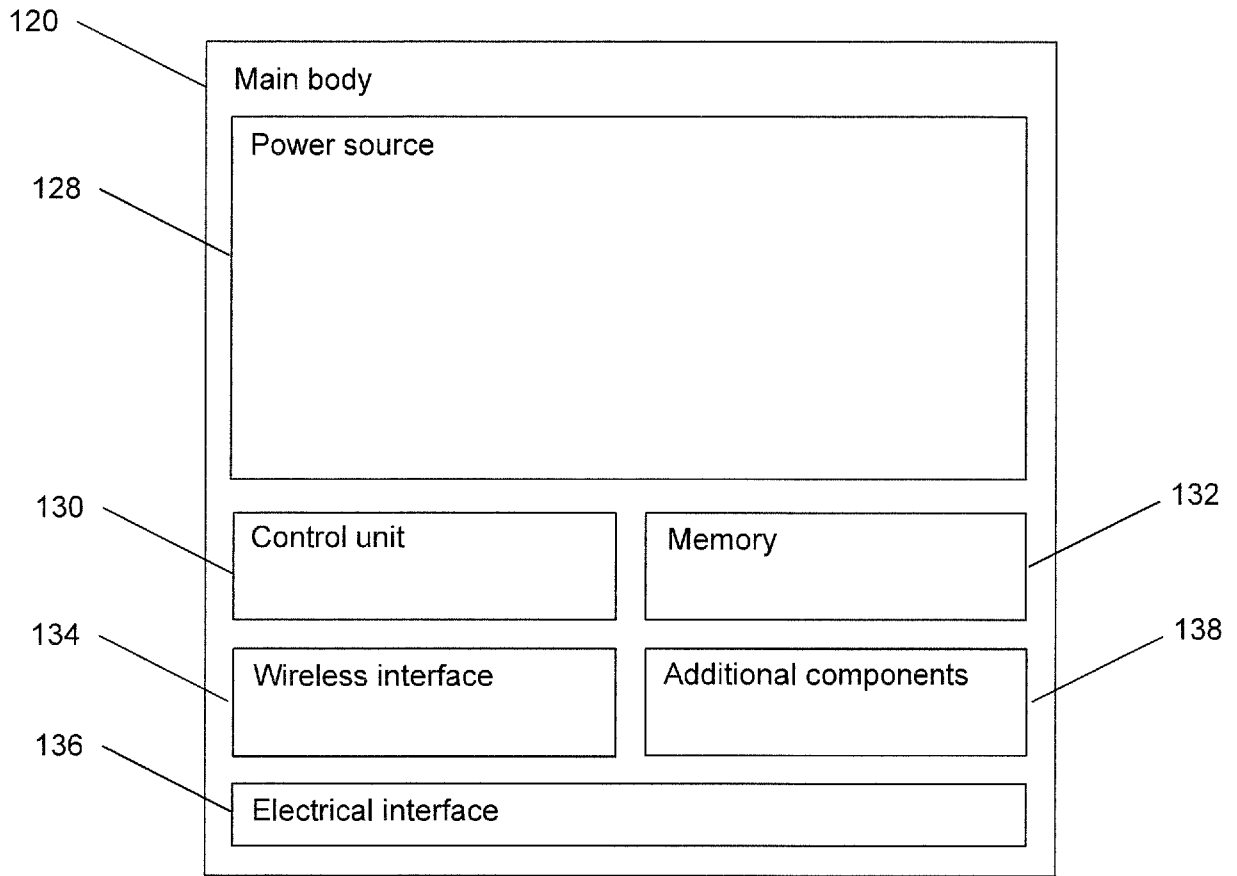 120
Main body
Power source
128
130
Control unit
Memory
132
134
Wireless interface
Additional components
138
136
Electrical interface